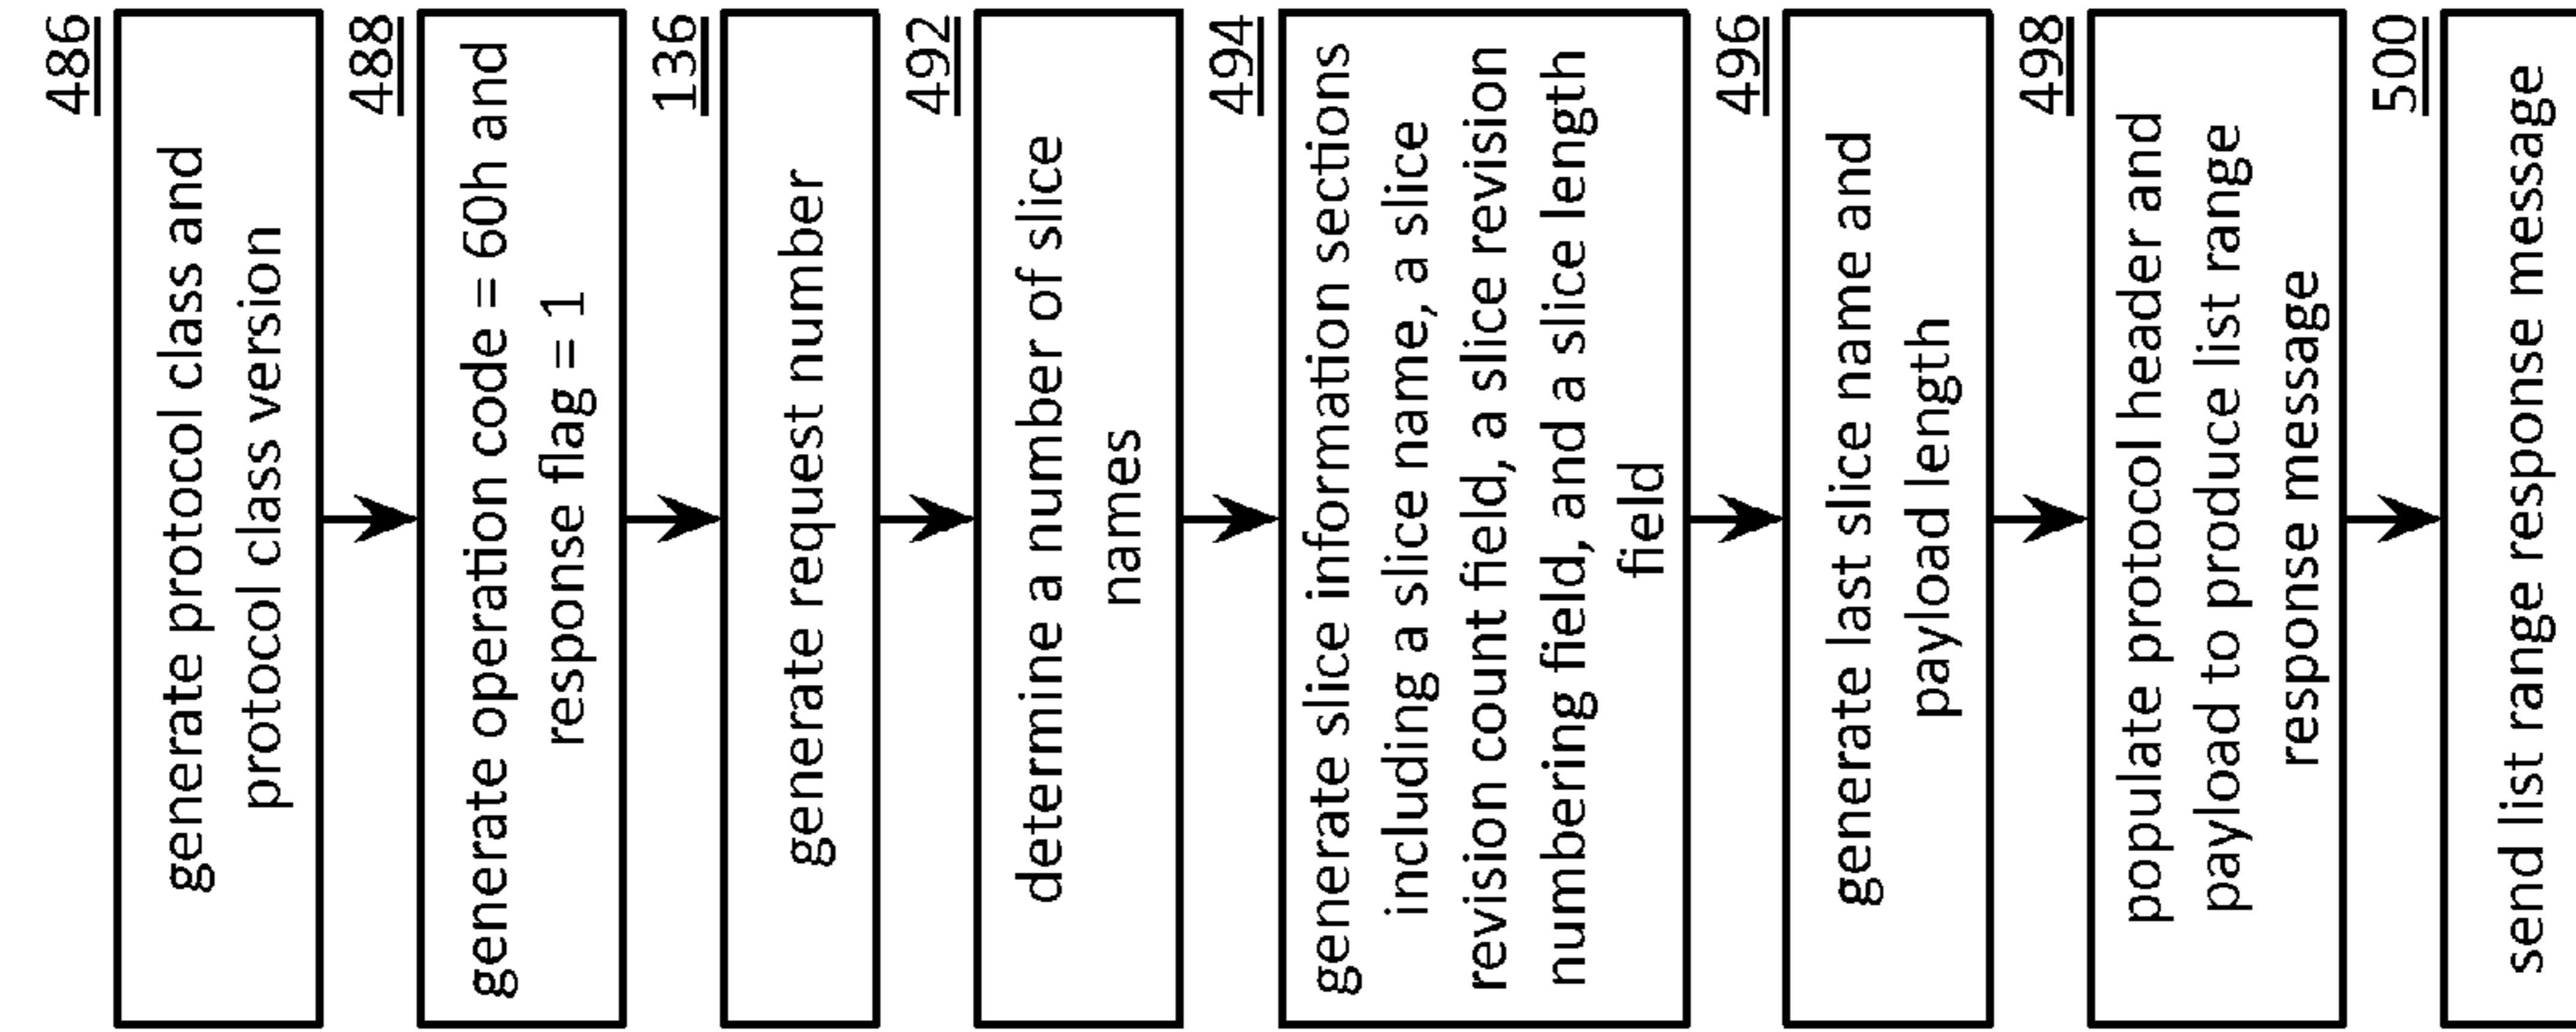 486
generate protocol class and
protocol class version
488
generate operation code = 60h and
response flag = 1
136
generate request number
492
determine a number of slice
names
494
generate slice information sections
including a slice name, a slice
revision count field, a slice revision
numbering field, and a slice length
field
496
generate last slice name and
payload length
498
populate protocol header and
payload to produce list range
response message
500
send list range response message